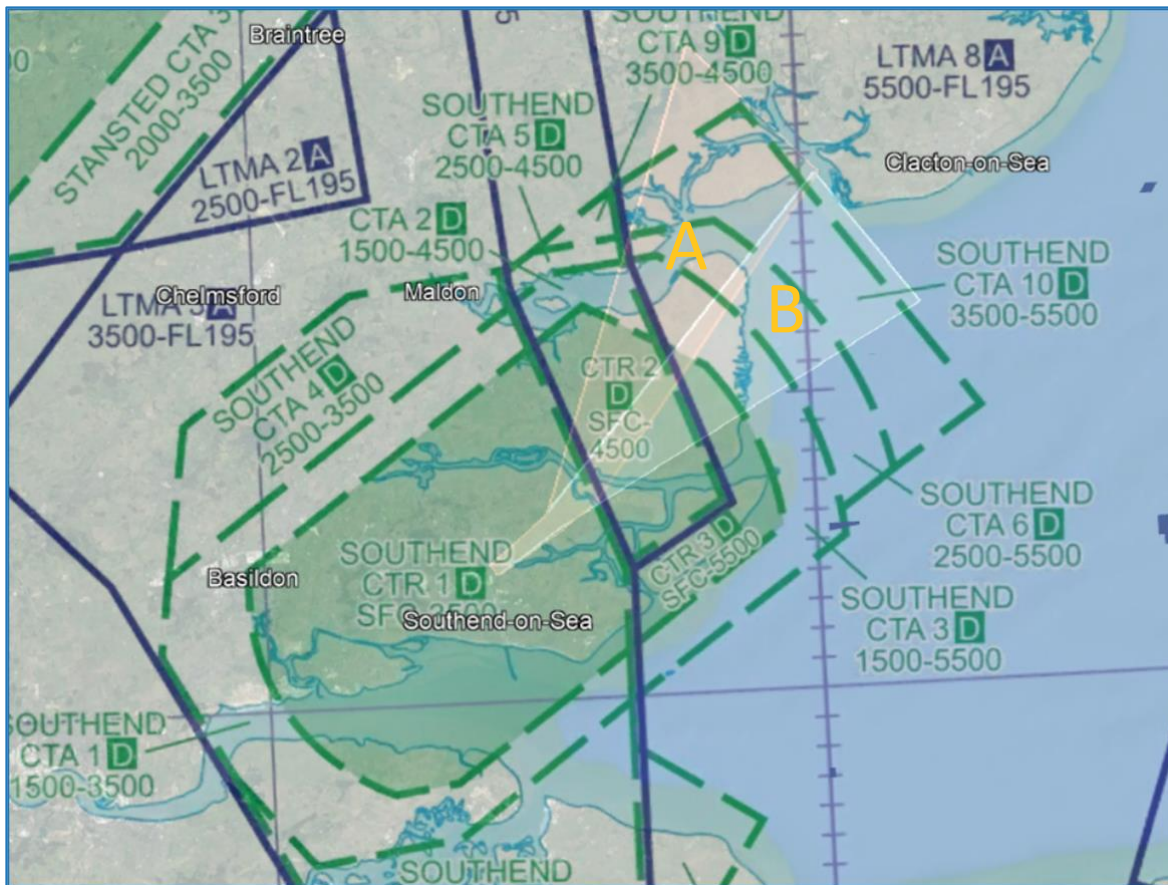 Braintree
STANSTED CTA 3
2000-3500
LTMA 2 A
2500-FL195
SOUTHEND
CTA 9 D
3500-4500
LTMA 8 A
5500-FL195
SOUTHEND
CTA 5 D
2500-4500
Clacton-on-Sea
CTA 2 D
1500-4500
A
B
SOUTHEND
CTA 10 D
3500-5500
Chelmsford
Maldon
A
3500-FL195
SOUTHEND
CTA 4 D
2500-3500
CTR 2
D
SFC-
4500
SOUTHEND
CTA 6 D
2500-5500
Basildon
SOUTHEND
CTR 1 D
Southend-on-Sea
CTR 3 D
SFC-5500
SOUTHEND
CTA 3 D
1500-5500
SOUTHEND
CTA 1 D
1500-3500
SOUTHEND